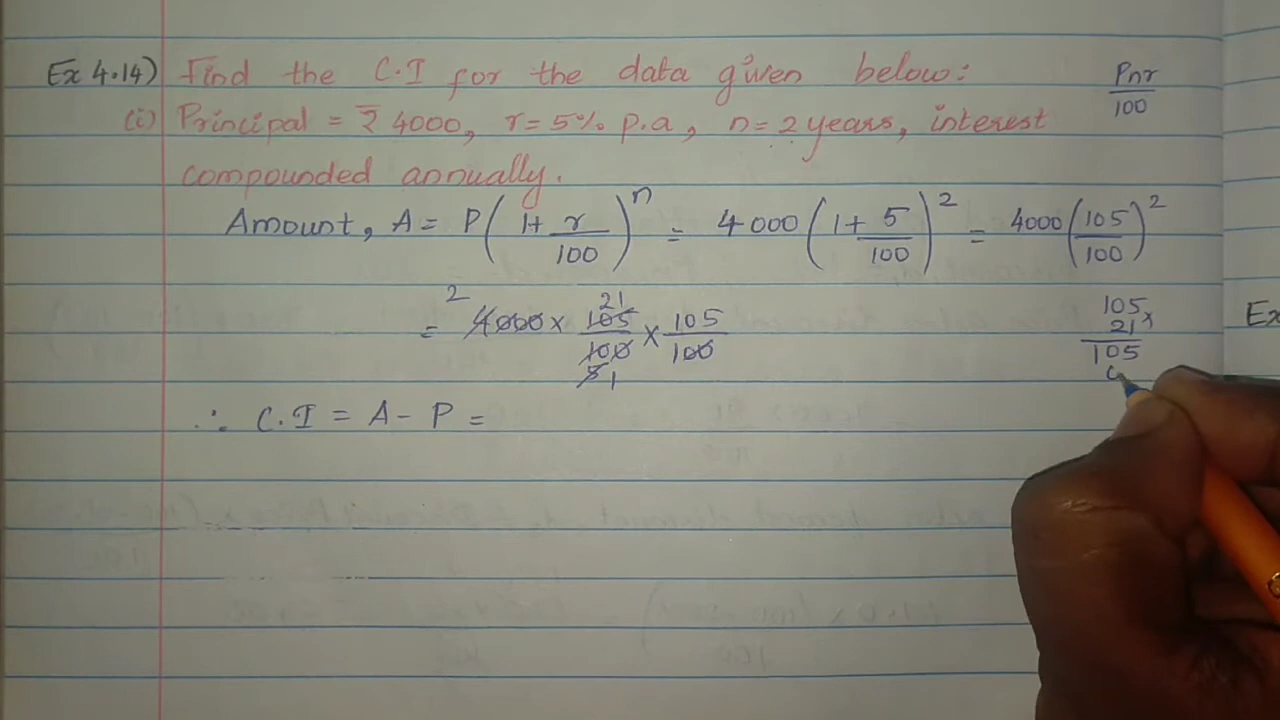 Ex 4.14) Find the C.I for the data given below:
Pnr/100
(i) Principal = ₹ 4000, r = 5% p.a, n = 2 years, interest
compounded annually.
Amount, A = P(1 + r/100)^n = 4000(1 + 5/100)^2 = 4000(105/100)^2
2 21
= 4000 × 105/100 × 105/100
5 1
105
21 ×
105
∴ C.I = A - P =
Ex